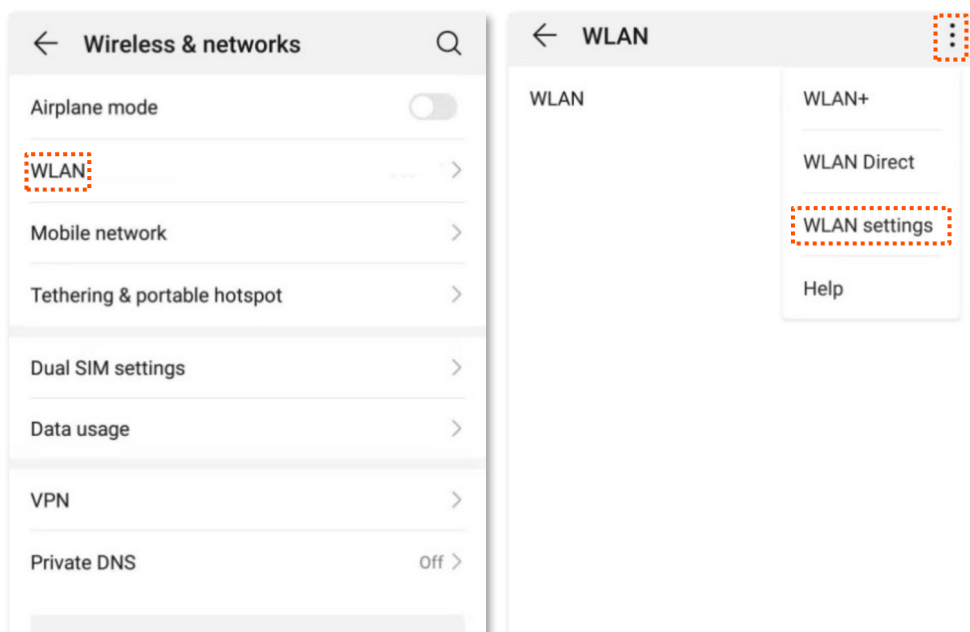 Wireless & networks
Airplane mode
WLAN
Mobile network
Tethering & portable hotspot
Dual SIM settings
Data usage
VPN
Private DNS
Off
WLAN
WLAN
WLAN+
WLAN Direct
WLAN settings
Help